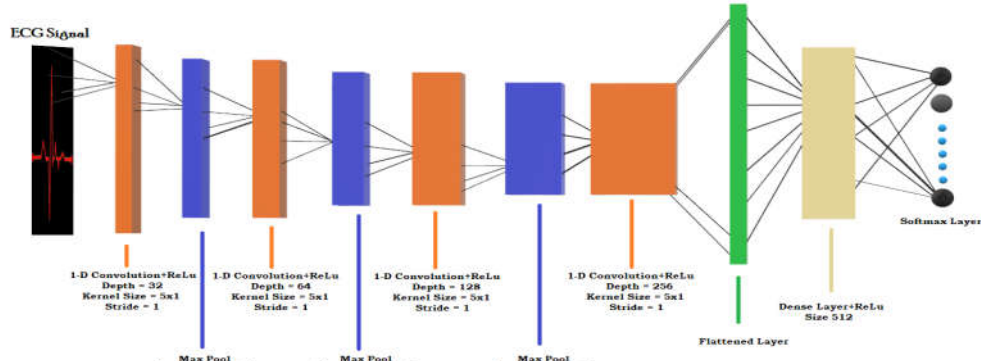 ECG Signal
1-D Convolution+ReLu
Depth = 32
Kernel Size = 5x1
Stride = 1
Max Pool
1-D Convolution+ReLu
Depth = 64
Kernel Size = 5x1
Stride = 1
Max Pool
1-D Convolution+ReLu
Depth = 128
Kernel Size = 5x1
Stride = 1
Max Pool
1-D Convolution+ReLu
Depth = 256
Kernel Size = 5x1
Stride = 1
Flattened Layer
Dense Layer+ReLu
Size 512
Softmax Layer